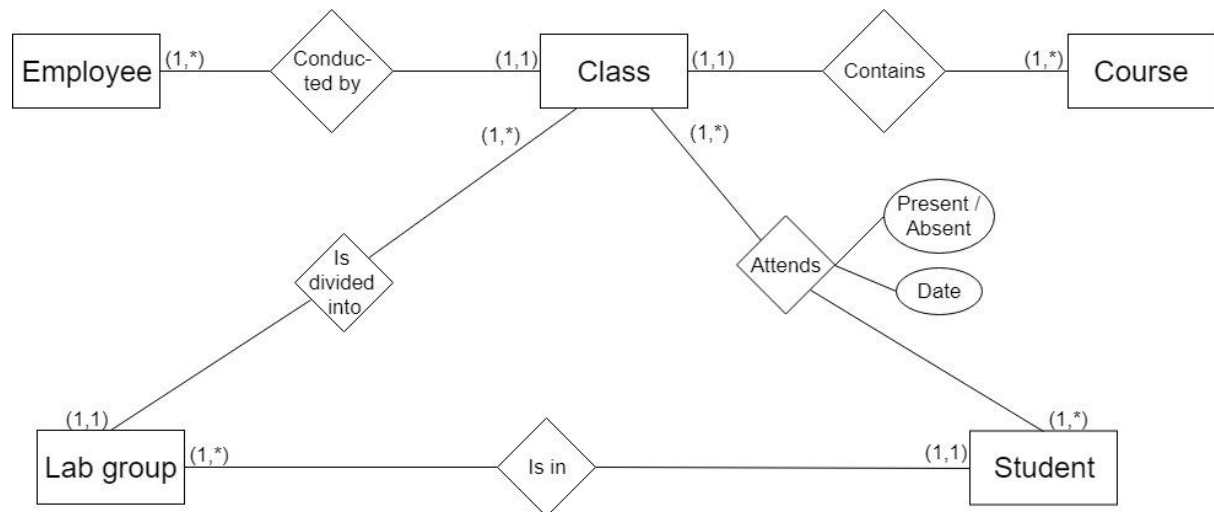 Employee
(1,*)
Conduc-
ted by
(1,1)
Class
(1,1)
Contains
(1,*)
Course
(1,*)
(1,*)
Present /
Absent
Is
divided
into
Attends
Date
(1,1)
(1,*)
Lab group
(1,*)
Is in
(1,1)
Student